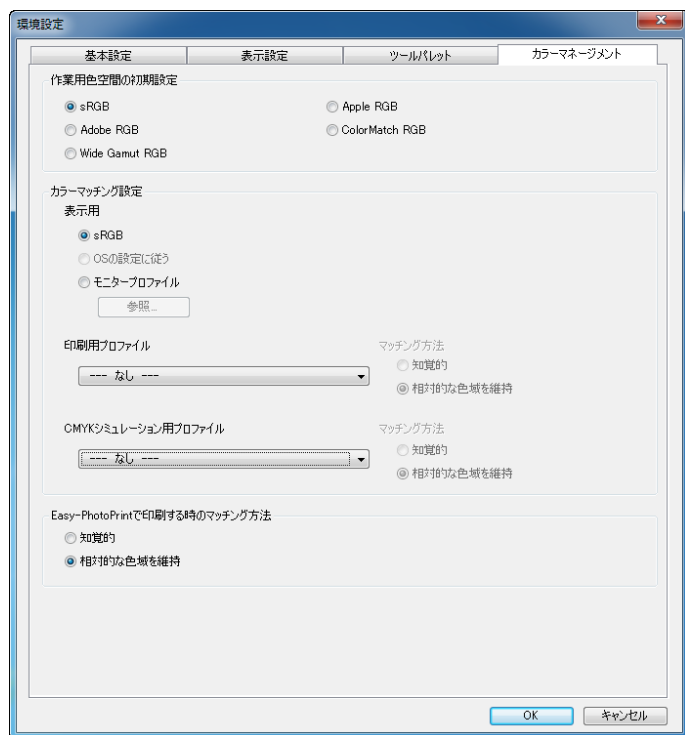 環境設定
基本設定 表示設定 ツールパレット カラーマネージメント
作業用色空間の初期設定
sRGB Apple RGB
Adobe RGB ColorMatch RGB
Wide Gamut RGB
カラーマッチング設定
表示用
sRGB
OSの設定に従う
モニタープロファイル
参照...
印刷用プロファイル マッチング方法
--- なし --- 知覚的
相対的な色域を維持
CMYKシミュレーション用プロファイル マッチング方法
--- なし --- 知覚的
相対的な色域を維持
Easy-PhotoPrintで印刷する時のマッチング方法
知覚的
相対的な色域を維持
OK キャンセル